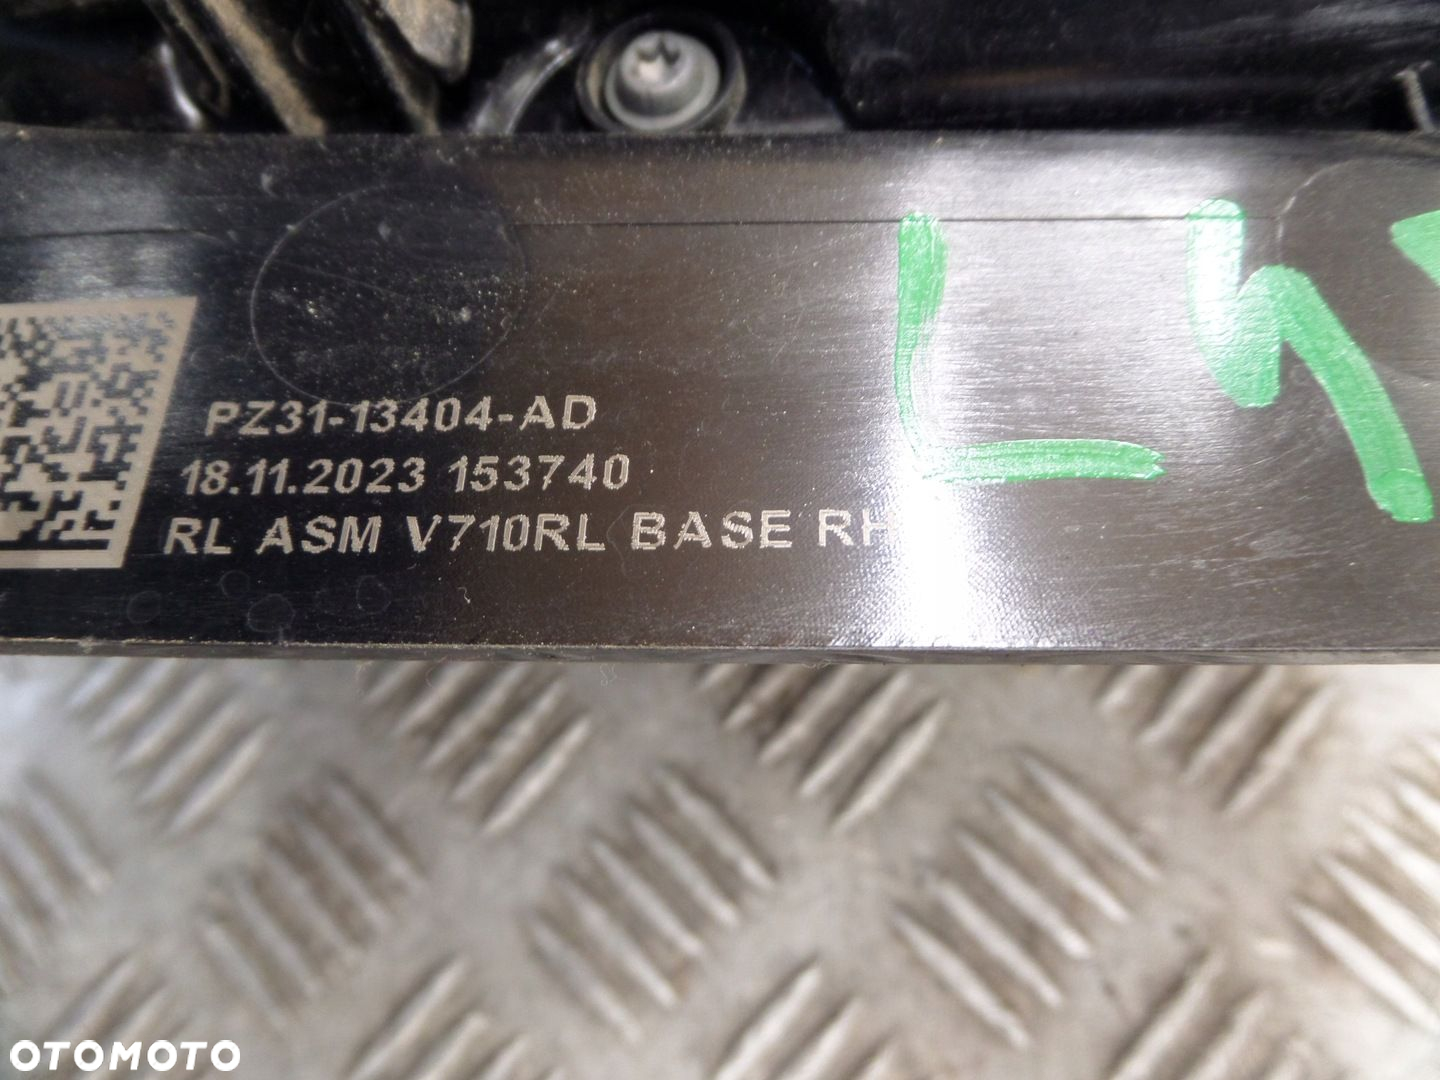 PZ31-13404-AD
18.11.2023 153740
RL ASM V710RL BASE RH
OTOMOTO